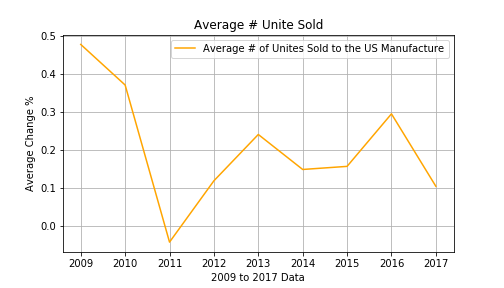 Average # Unite Sold
Average # of Unites Sold to the US Manufacture
Average Change %
0.5
0.4
0.3
0.2
0.1
0.0
2009 2010 2011 2012 2013 2014 2015 2016 2017
2009 to 2017 Data